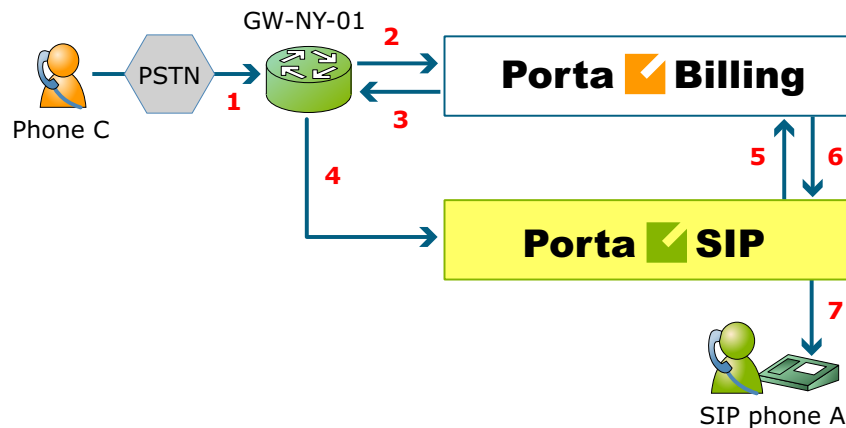 GW-NY-01
2
Porta Billing
PSTN
1
3
Phone C
4
5
6
Porta SIP
7
SIP phone A